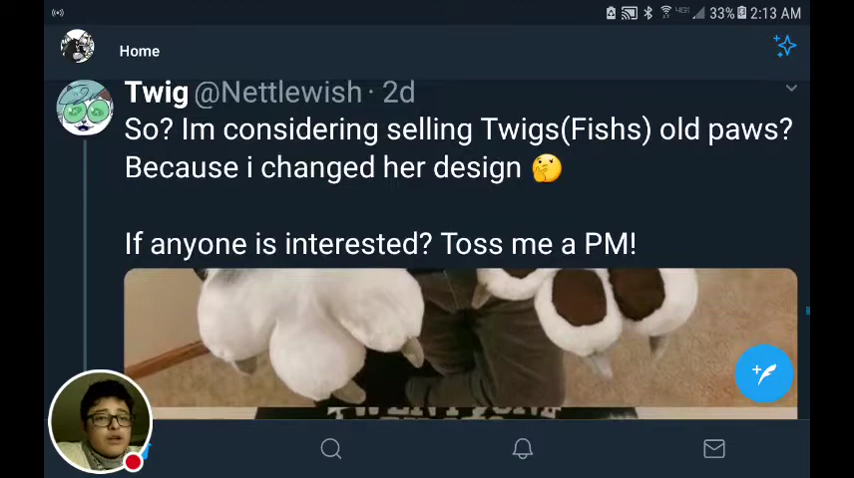 33% 2:13 AM
Home
Twig @Nettlewish · 2d
So? Im considering selling Twigs(Fishs) old paws?
Because i changed her design 🤔
If anyone is interested? Toss me a PM!